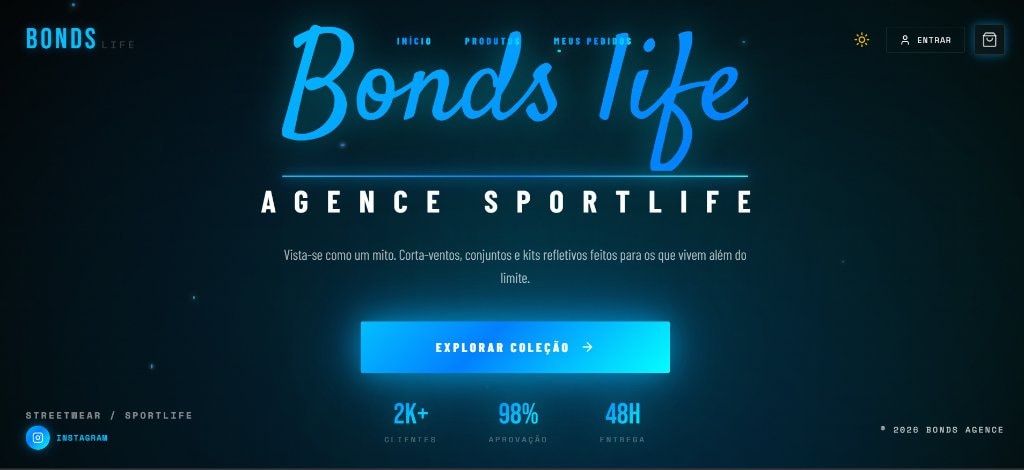 BONDS LIFE
INÍCIO
PRODUTOS
MEUS PEDIDOS
ENTRAR
Bonds life
AGENCE SPORTLIFE
Vista-se como um mito. Corta-ventos, conjuntos e kits refletivos feitos para os que vivem além do
limite.
EXPLORAR COLEÇÃO
2K+
CLIENTES
98%
APROVAÇÃO
48H
ENTREGA
STREETWEAR / SPORTLIFE
INSTAGRAM
© 2026 BONDS AGENCE